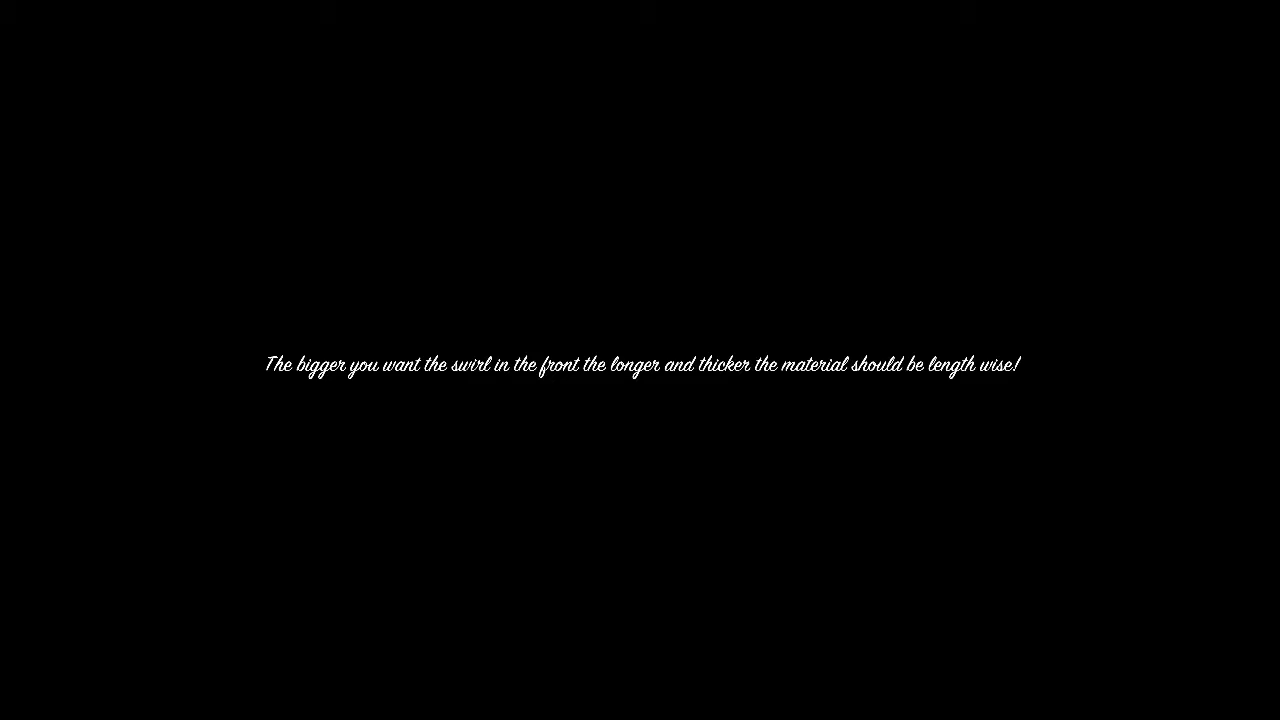 The bigger you want the swirl in the front the longer and thicker the material should be length wise!